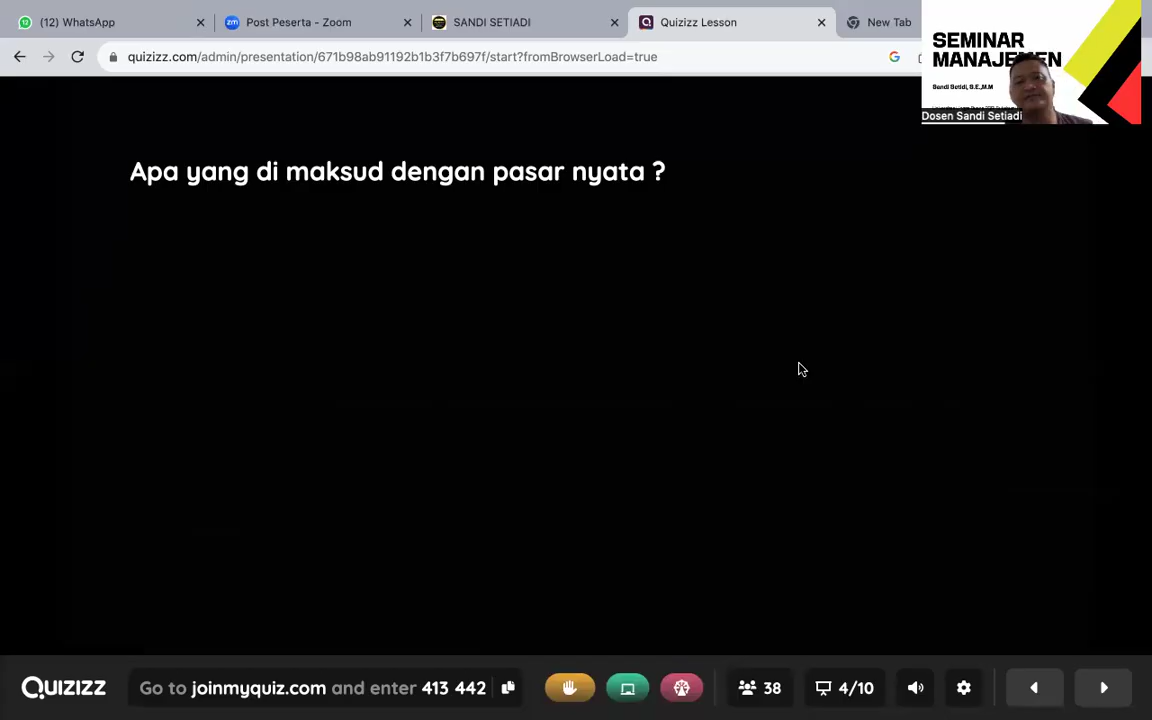 (12) WhatsApp
Post Peserta - Zoom
SANDI SETIADI
Quizizz Lesson
New Tab
quizizz.com/admin/presentation/671b98ab91192b1b3f7b697f/start?fromBrowserLoad=true
SEMINAR
MANAJEMEN
Sandi Setidi, S.E.,M.M
Dosen Sandi Setiadi
Apa yang di maksud dengan pasar nyata ?
QUIZIZZ
Go to joinmyquiz.com and enter 413 442
38
4/10